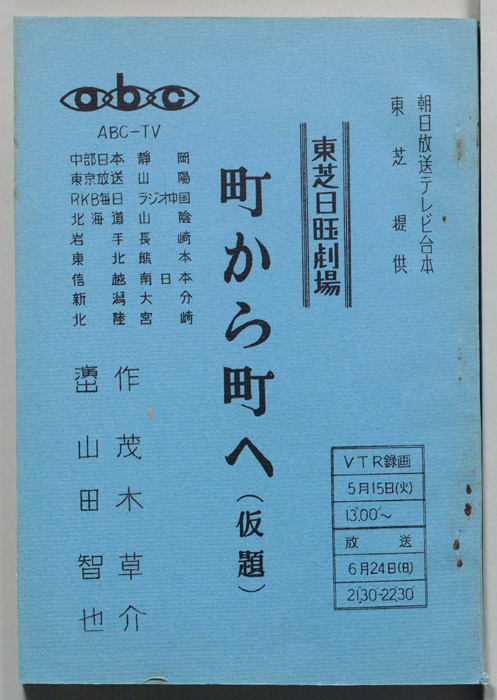 朝日放送テレビ台本
東芝提供
東芝日曜劇場
町から町へ(仮題)
abc
ABC-TV
中部日本 静岡
東京放送 山陽
RKB毎日 ラジオ沖国
北海道 山陰
岩手 長崎
東北 熊本
信越 南日本
新潟 大分
北陸 宮崎
作 茂木草介
演出 山田智也
VTR録画
5月15日(火)
13.00〜
放送
6月24日(日)
21.30-22.30